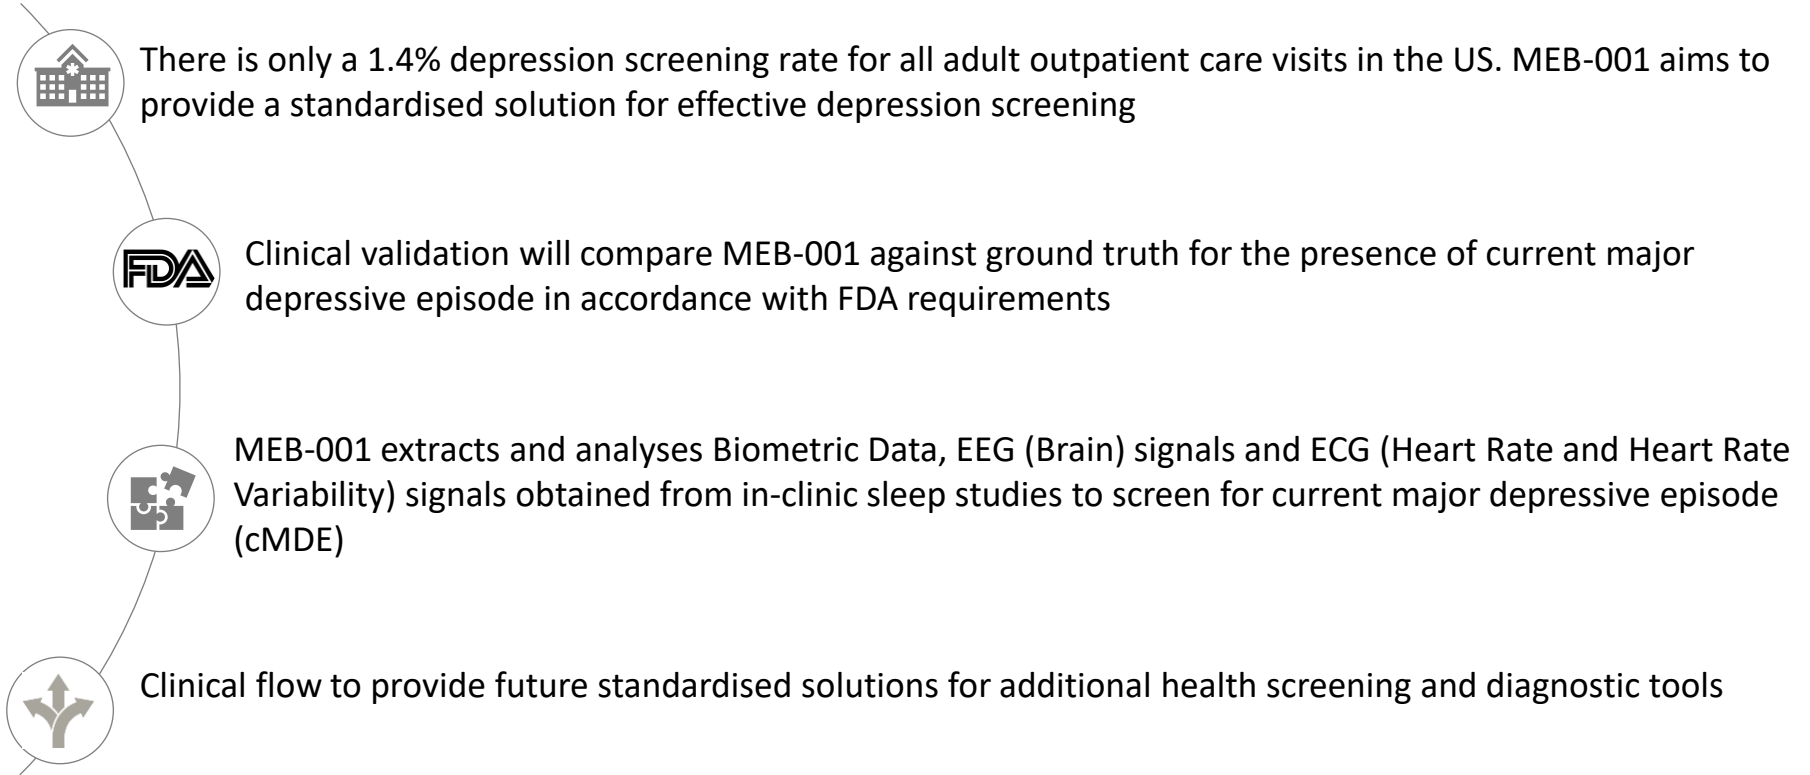 There is only a 1.4% depression screening rate for all adult outpatient care visits in the US. MEB-001 aims to
provide a standardised solution for effective depression screening
FDA
Clinical validation will compare MEB-001 against ground truth for the presence of current major
depressive episode in accordance with FDA requirements
MEB-001 extracts and analyses Biometric Data, EEG (Brain) signals and ECG (Heart Rate and Heart Rate
Variability) signals obtained from in-clinic sleep studies to screen for current major depressive episode
(cMDE)
Clinical flow to provide future standardised solutions for additional health screening and diagnostic tools